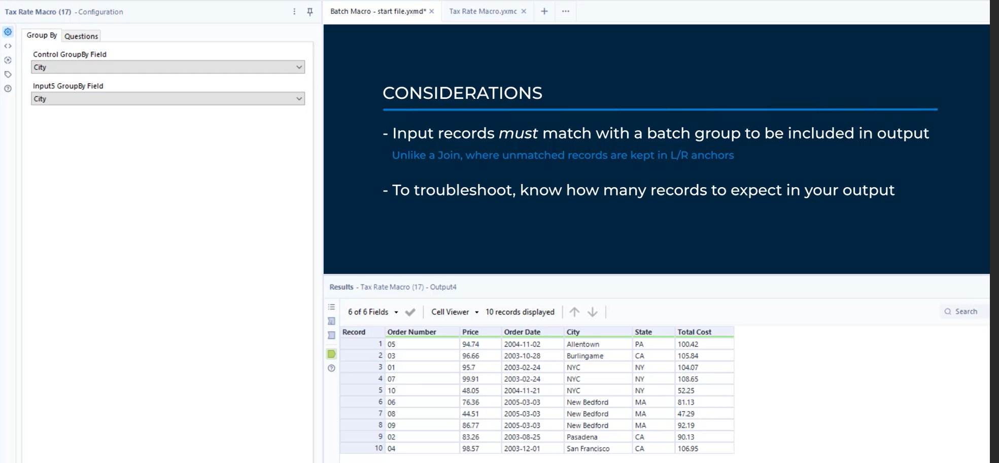 Tax Rate Macro (17) - Configuration
Batch Macro - start file.yxmd*
Tax Rate Macro.yxmc
Group By
Questions
Control GroupBy Field
City
Input5 GroupBy Field
City
CONSIDERATIONS
- Input records must match with a batch group to be included in output
Unlike a Join, where unmatched records are kept in L/R anchors
- To troubleshoot, know how many records to expect in your output
Results - Tax Rate Macro (17) - Output4
6 of 6 Fields Cell Viewer 10 records displayed Search
Record Order Number Price Order Date City State Total Cost
1 05 94.74 2004-11-02 Allentown PA 100.42
2 03 96.66 2003-10-28 Burlingame CA 105.84
3 01 95.7 2003-02-24 NYC NY 104.07
4 07 99.91 2003-02-24 NYC NY 108.65
5 10 48.05 2004-11-21 NYC NY 52.25
6 06 76.36 2005-03-03 New Bedford MA 81.13
7 08 44.51 2005-03-03 New Bedford MA 47.29
8 09 86.77 2005-03-03 New Bedford MA 92.19
9 02 83.26 2003-08-25 Pasadena CA 90.13
10 04 98.57 2003-12-01 San Francisco CA 106.95